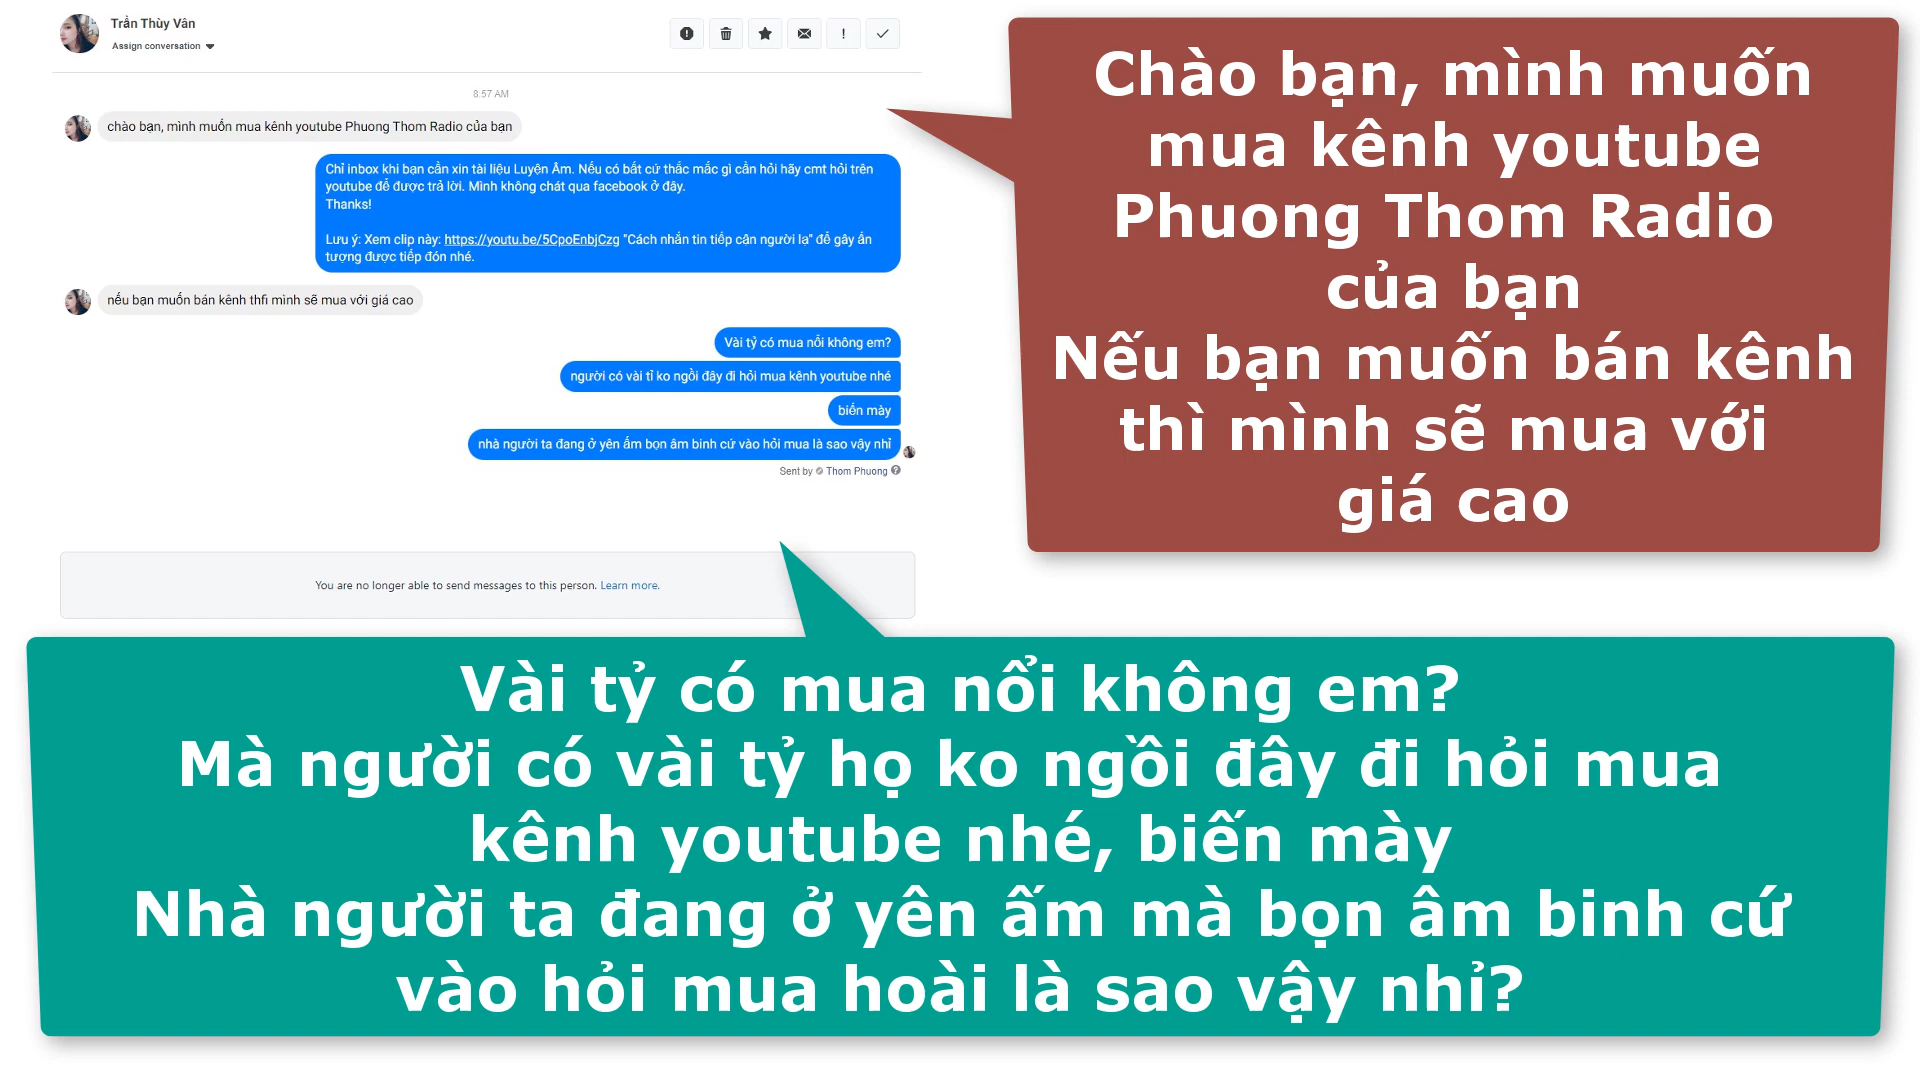 Trần Thùy Vân
Assign conversation
8:57 AM
chào bạn, mình muốn mua kênh youtube Phuong Thom Radio của bạn
Chỉ inbox khi bạn cần xin tài liệu Luyện Âm. Nếu có bất cứ thắc mắc gì cần hỏi hãy cmt hỏi trên
youtube để được trả lời. Mình không chát qua facebook ở đây.
Thanks!
Lưu ý: Xem clip này: https://youtu.be/5CpoEnbjCzg "Cách nhắn tin tiếp cận người lạ" để gây ấn
tượng được tiếp đón nhé.
nếu bạn muốn bán kênh thfi mình sẽ mua với giá cao
Vài tỷ có mua nổi không em?
người có vài tỉ ko ngồi đây đi hỏi mua kênh youtube nhé
biến mày
nhà người ta đang ở yên ấm bọn âm binh cứ vào hỏi mua là sao vậy nhỉ
Sent by Thom Phuong
You are no longer able to send messages to this person. Learn more.
Chào bạn, mình muốn
mua kênh youtube
Phuong Thom Radio
của bạn
Nếu bạn muốn bán kênh
thì mình sẽ mua với
giá cao
Vài tỷ có mua nổi không em?
Mà người có vài tỷ họ ko ngồi đây đi hỏi mua
kênh youtube nhé, biến mày
Nhà người ta đang ở yên ấm mà bọn âm binh cứ
vào hỏi mua hoài là sao vậy nhỉ?